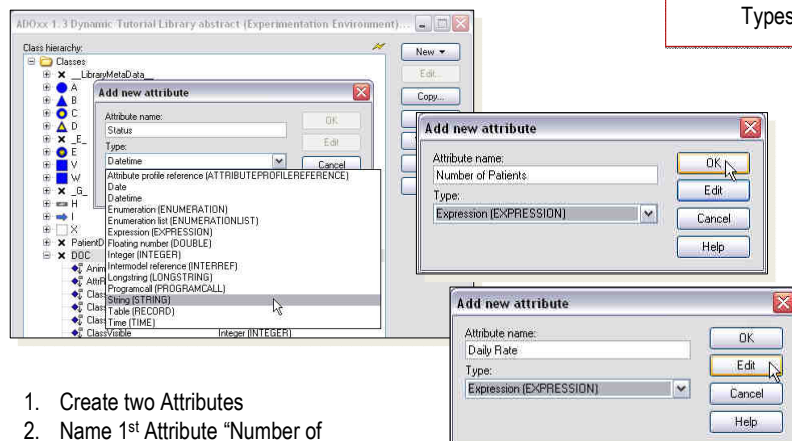 Types
ADOxx 1.3 Dynamic Tutorial Library abstract (Experimentation Environment)...
Class hierarchy:
New
Classes
__LibraryMetaData__
Edit...
A
B
Copy...
C
D
_E_
E
V
W
_G_
H
I
X
PatientD
DOC
Anim
AttR
Clas
Clas
Clas
ClassVisible Integer (INTEGER)
Add new attribute
Attribute name:
Status
OK
Type:
Edit
Datetime
Cancel
Attribute profile reference (ATTRIBUTEPROFILEREFERENCE)
Date
Datetime
Enumeration (ENUMERATION)
Enumeration list (ENUMERATIONLIST)
Expression (EXPRESSION)
Floating number (DOUBLE)
Integer (INTEGER)
Intermodel reference (INTERREF)
Longstring (LONGSTRING)
Programcall (PROGRAMCALL)
String (STRING)
Table (RECORD)
Time (TIME)
Add new attribute
Attribute name:
OK
Number of Patients
Edit
Type:
Expression (EXPRESSION)
Cancel
Help
Add new attribute
Attribute name:
OK
Daily Rate
Edit
Type:
Expression (EXPRESSION)
Cancel
Help
1. Create two Attributes
2. Name 1st Attribute “Number of